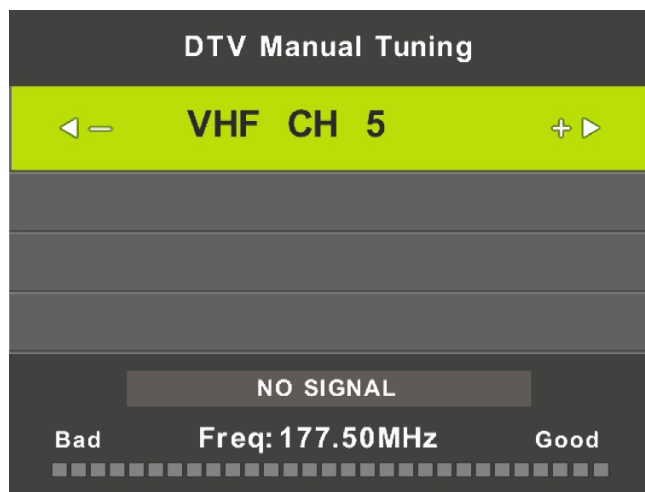 DTV Manual Tuning
− VHF CH 5 +
NO SIGNAL
Bad Freq: 177.50MHz Good